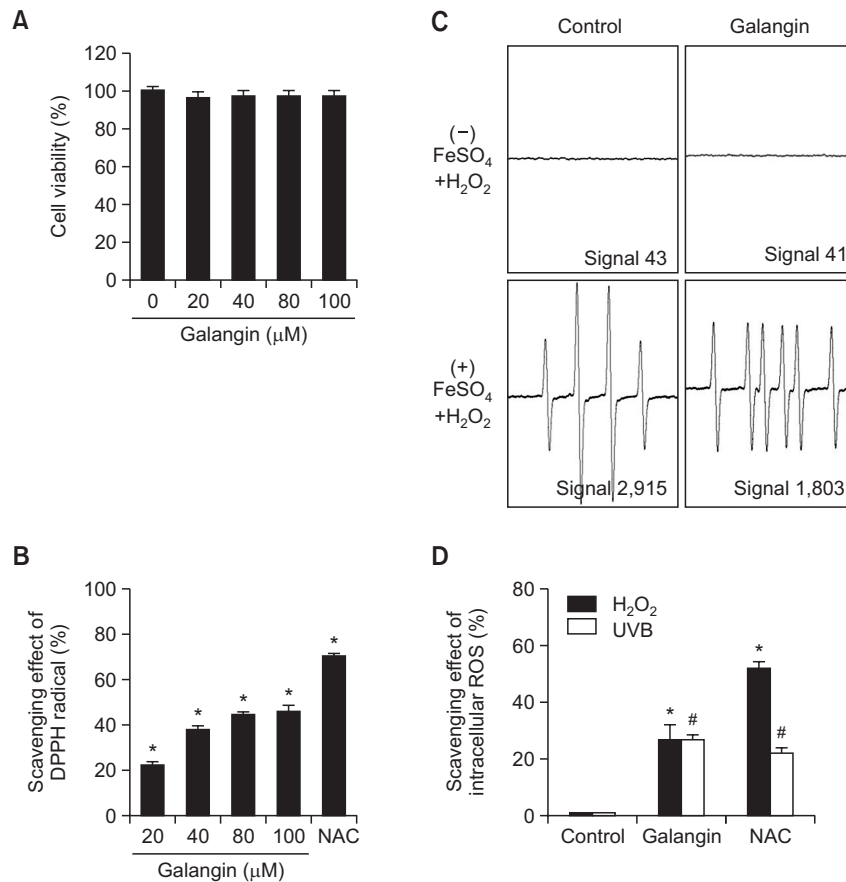 A
120
100
80
60
40
20
0
Cell viability (%)
0 20 40 80 100
Galangin (μM)
C
Control Galangin
(−)
FeSO₄
+H₂O₂
Signal 43
Signal 41
(+)
FeSO₄
+H₂O₂
Signal 2,915
Signal 1,803
B
100
80
60
40
20
0
Scavenging effect of
DPPH radical (%)
* * * * *
20 40 80 100 NAC
Galangin (μM)
D
80
60
40
20
0
Scavenging effect of
intracellular ROS (%)
H₂O₂
UVB
* # * #
Control Galangin NAC